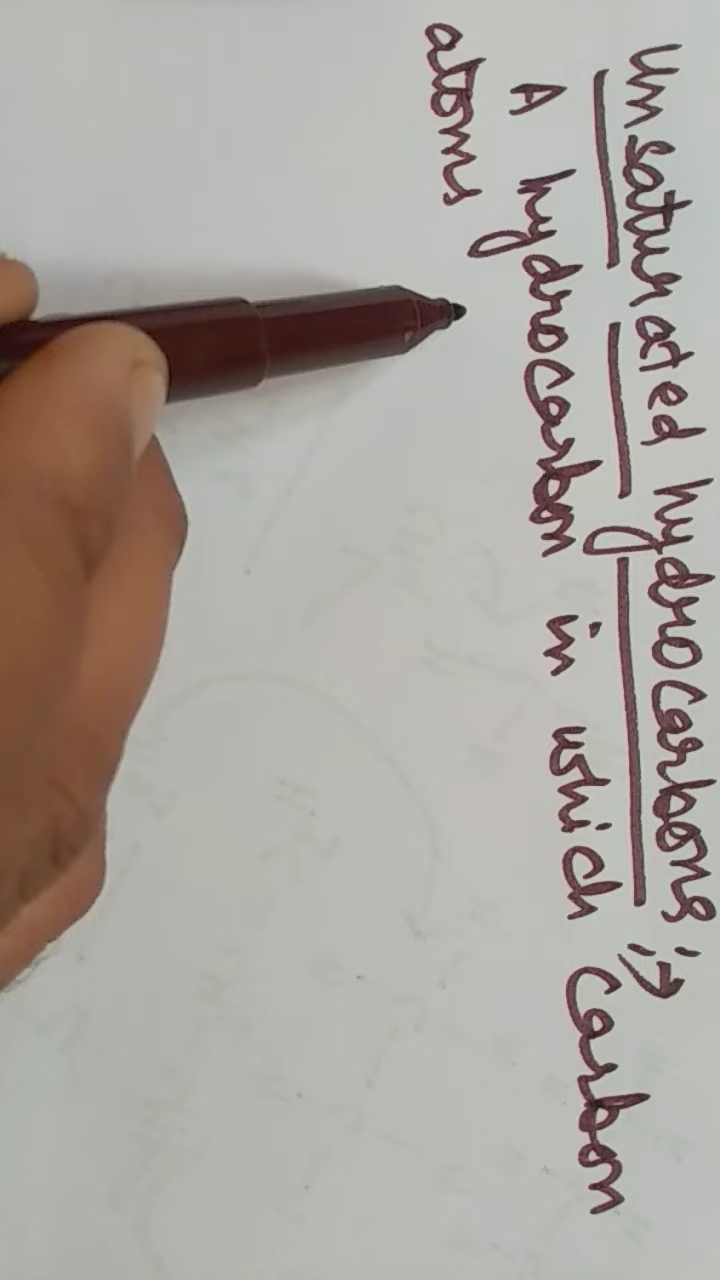 Unsaturated hydrocarbons :→
A hydrocarbon in which Carbon
atoms